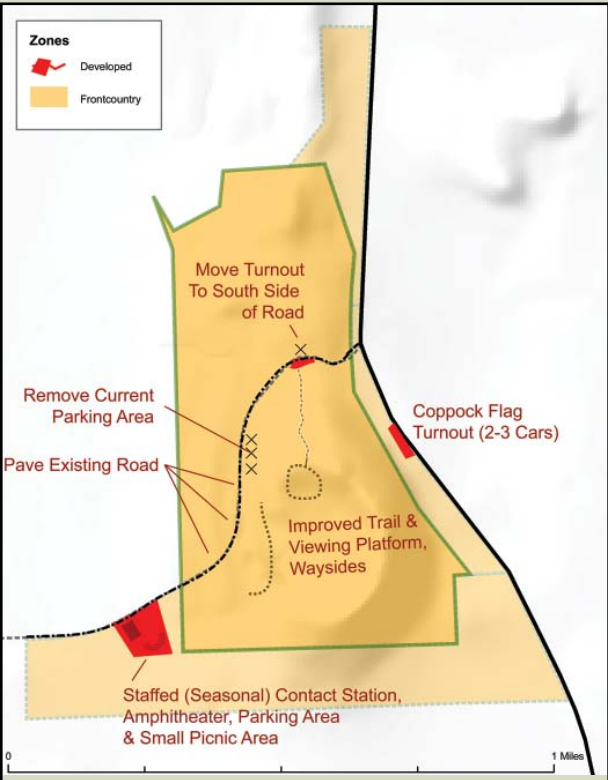 Zones
Developed
Frontcountry
Move Turnout
To South Side
of Road
Remove Current
Parking Area
Coppock Flag
Turnout (2-3 Cars)
Pave Existing Road
Improved Trail &
Viewing Platform,
Waysides
Staffed (Seasonal) Contact Station,
Amphitheater, Parking Area
& Small Picnic Area
0
1 Miles